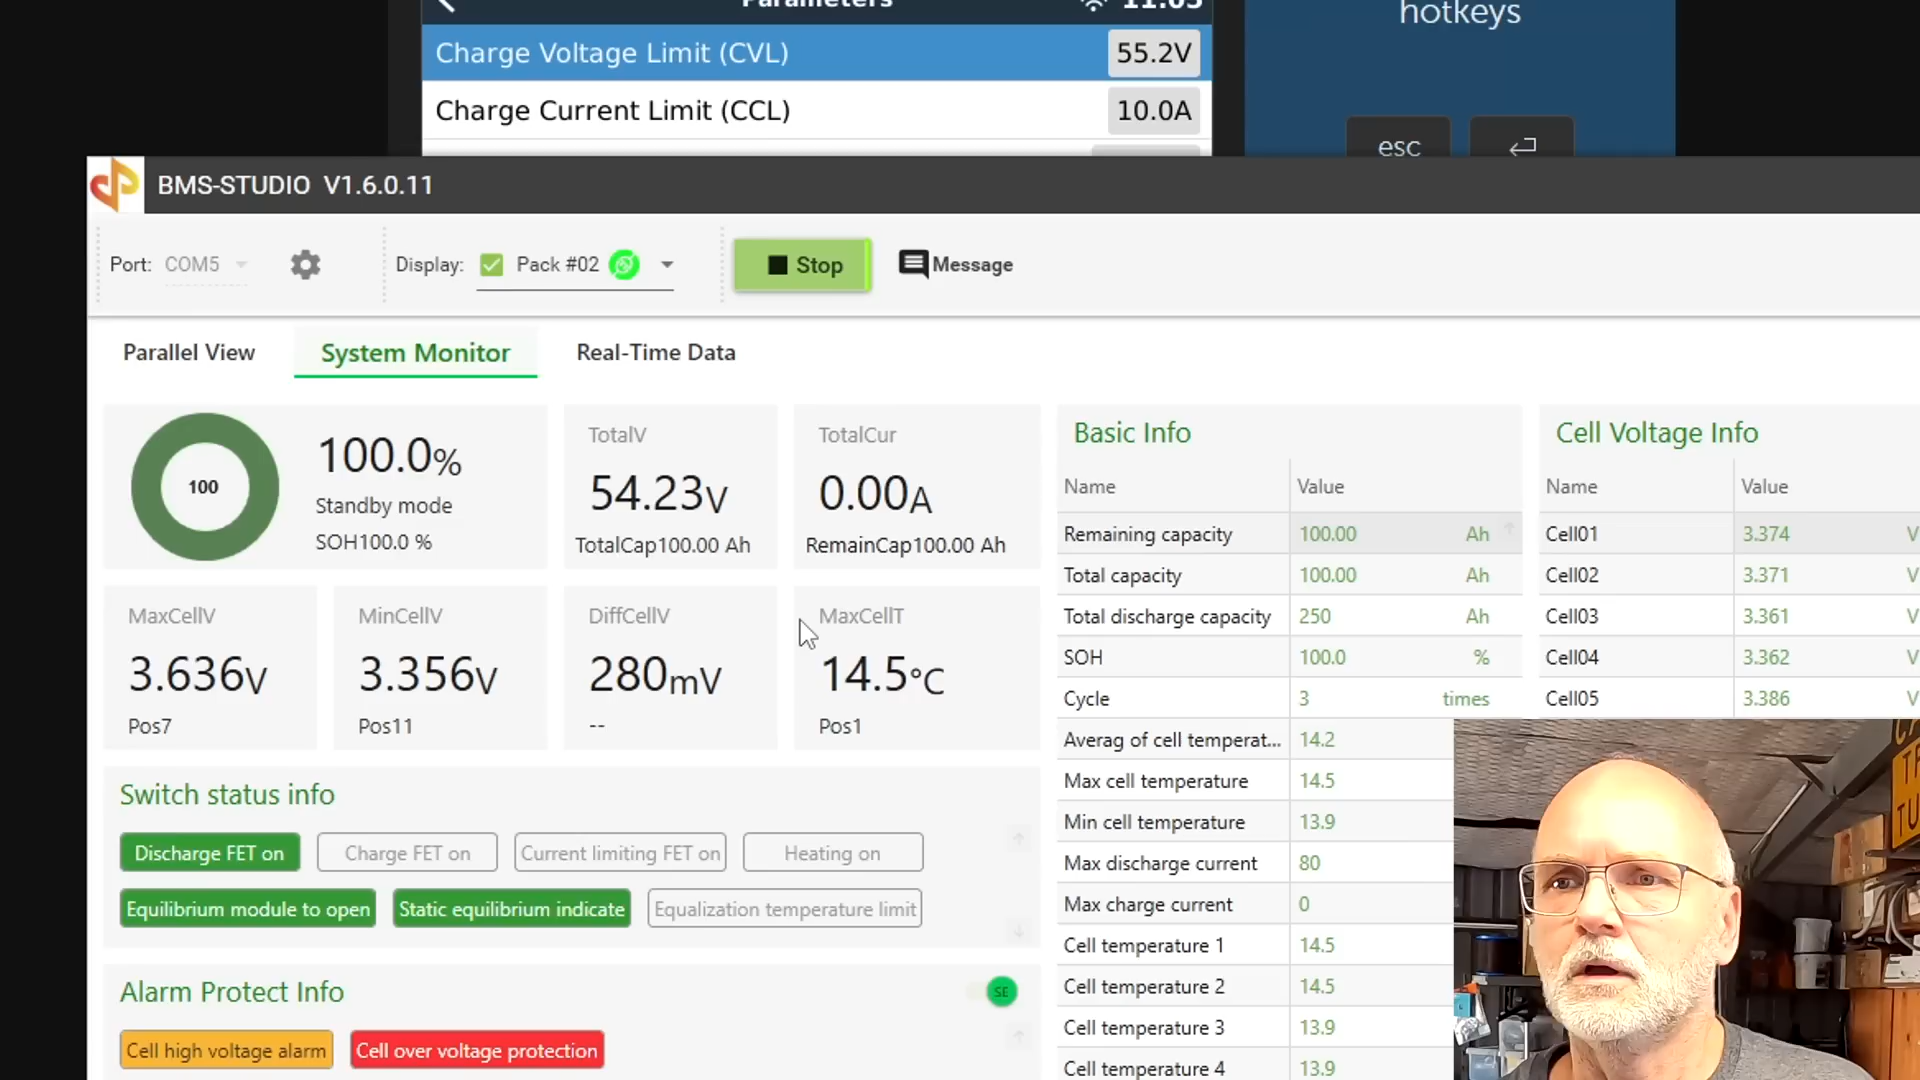 Parameters
11:05
hotkeys
Charge Voltage Limit (CVL) 55.2V
Charge Current Limit (CCL) 10.0A
esc
BMS-STUDIO V1.6.0.11
Port: COM5
Display: Pack #02
Stop
Message
Parallel View
System Monitor
Real-Time Data
100
100.0%
Standby mode
SOH100.0 %
TotalV
54.23V
TotalCap100.00 Ah
TotalCur
0.00A
RemainCap100.00 Ah
MaxCellV
3.636V
Pos7
MinCellV
3.356V
Pos11
DiffCellV
280mV
--
MaxCellT
14.5°C
Pos1
Switch status info
Discharge FET on
Charge FET on
Current limiting FET on
Heating on
Equilibrium module to open
Static equilibrium indicate
Equalization temperature limit
Alarm Protect Info
SE
Cell high voltage alarm
Cell over voltage protection
Basic Info
Name Value
Remaining capacity 100.00 Ah
Total capacity 100.00 Ah
Total discharge capacity 250 Ah
SOH 100.0 %
Cycle 3 times
Averag of cell temperat... 14.2
Max cell temperature 14.5
Min cell temperature 13.9
Max discharge current 80
Max charge current 0
Cell temperature 1 14.5
Cell temperature 2 14.5
Cell temperature 3 13.9
Cell temperature 4 13.9
Cell Voltage Info
Name Value
Cell01 3.374 V
Cell02 3.371 V
Cell03 3.361 V
Cell04 3.362 V
Cell05 3.386 V